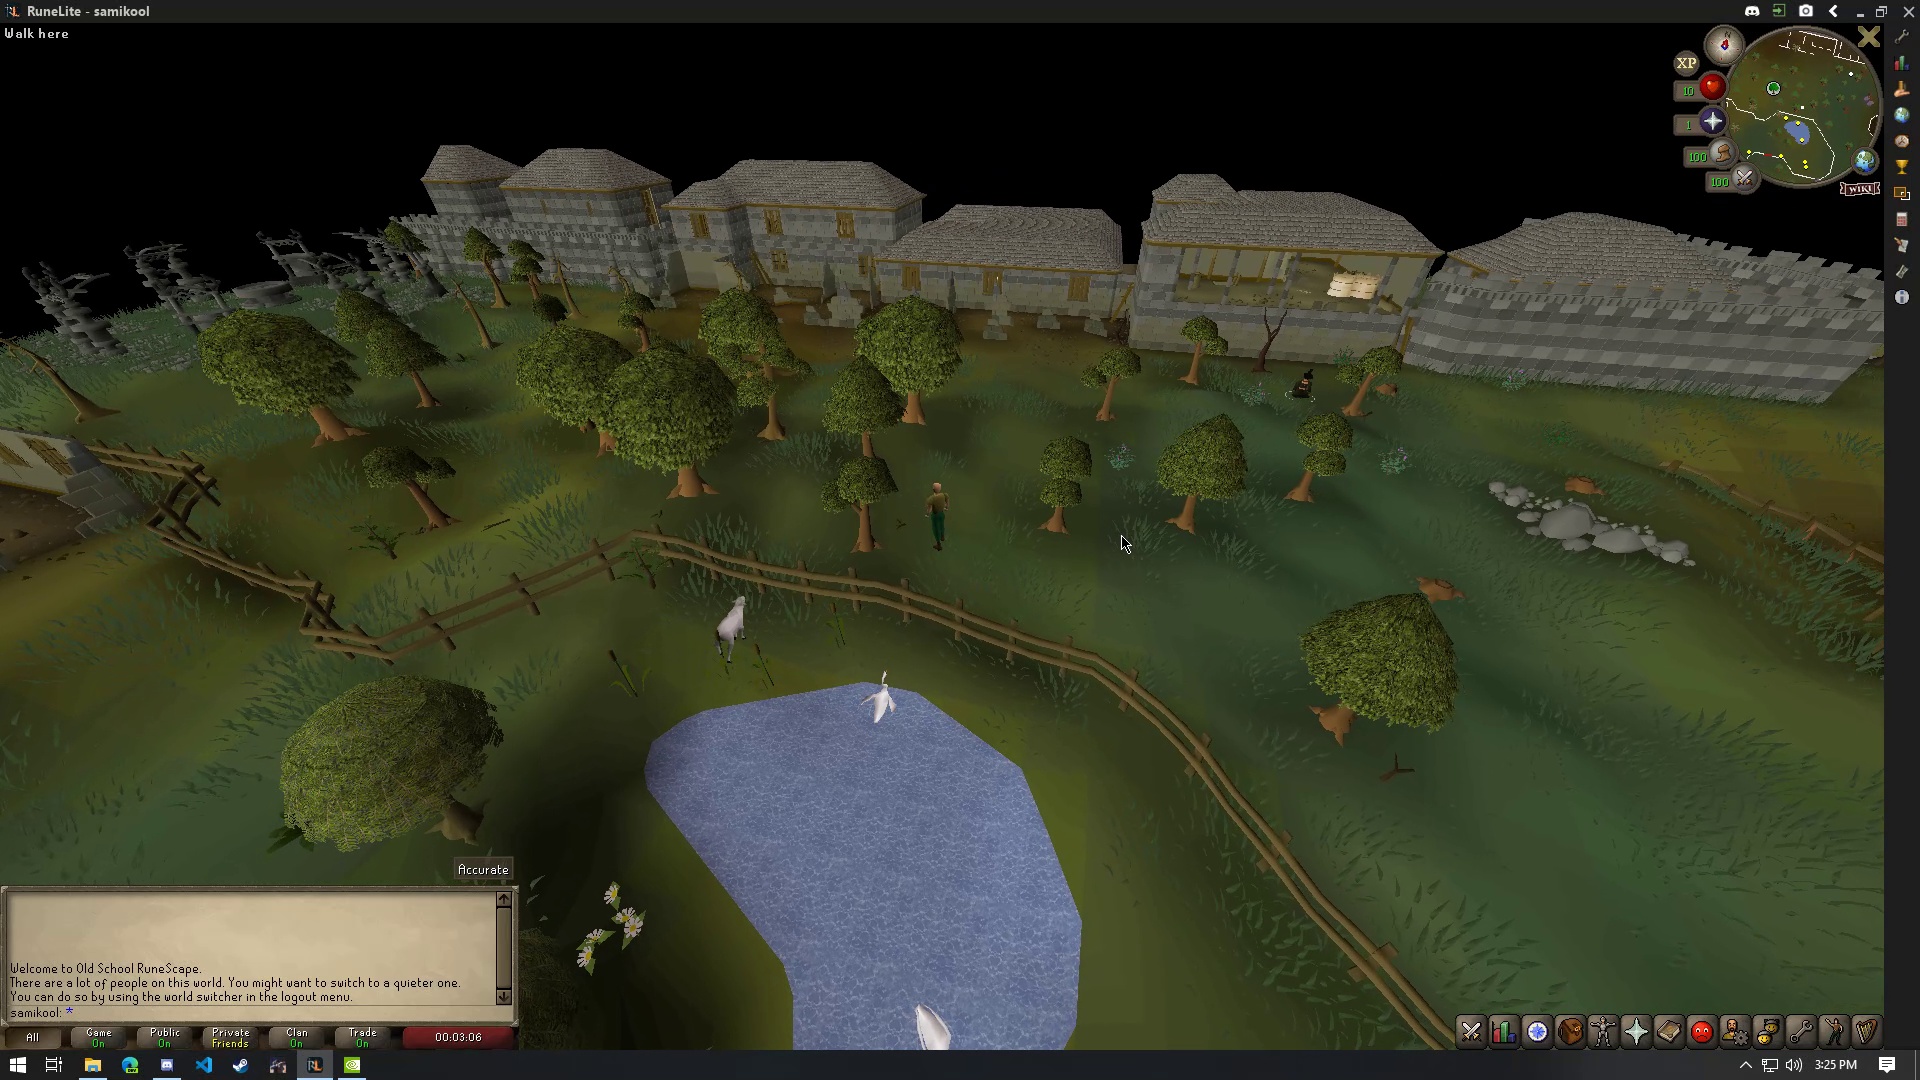 RuneLite - samikool
Walk here
N
XP
10
1
100
100
WIKI
Accurate
Welcome to Old School RuneScape.
There are a lot of people on this world. You might want to switch to a quieter one.
You can do so by using the world switcher in the logout menu.
samikool: *
All
Game
On
Public
On
Private
Friends
Clan
On
Trade
On
00:03:06
3:25 PM